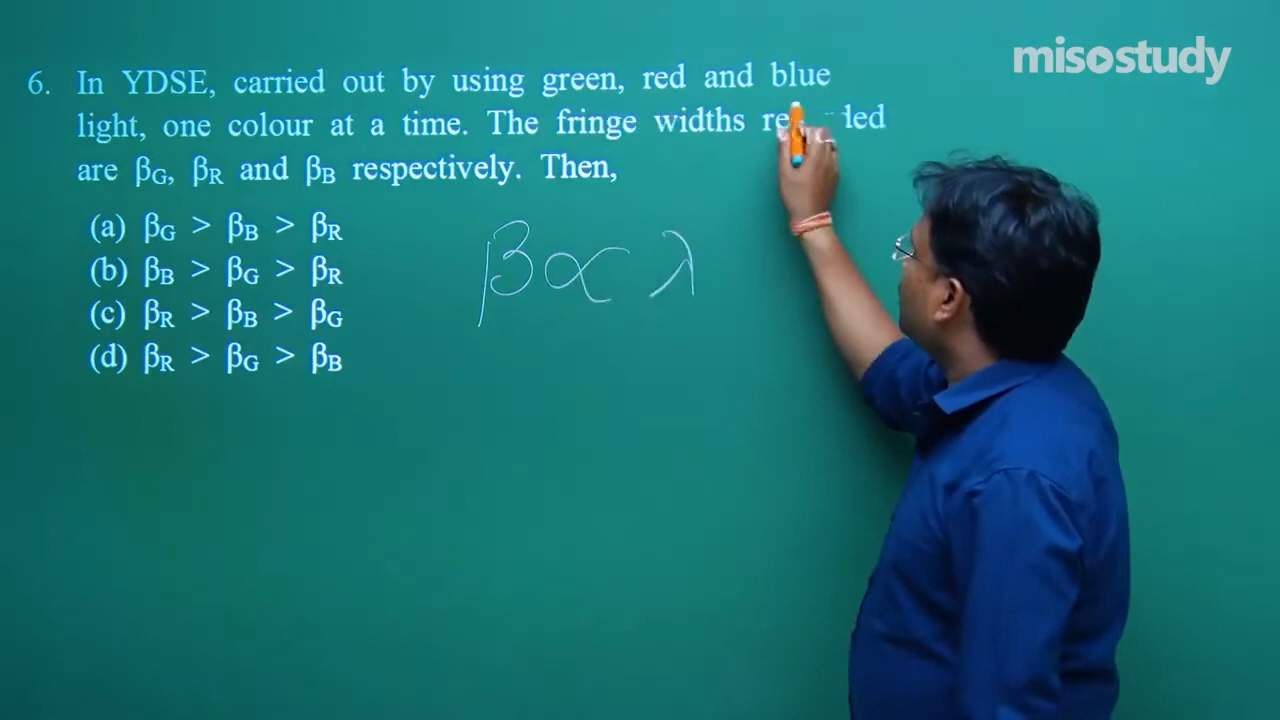 misostudy
6. In YDSE, carried out by using green, red and blue
light, one colour at a time. The fringe widths
are βG, βR and βB respectively. Then,
(a) βG > βB > βR
(b) βB > βG > βR
(c) βR > βB > βG
(d) βR > βG > βB
β ∝ λ